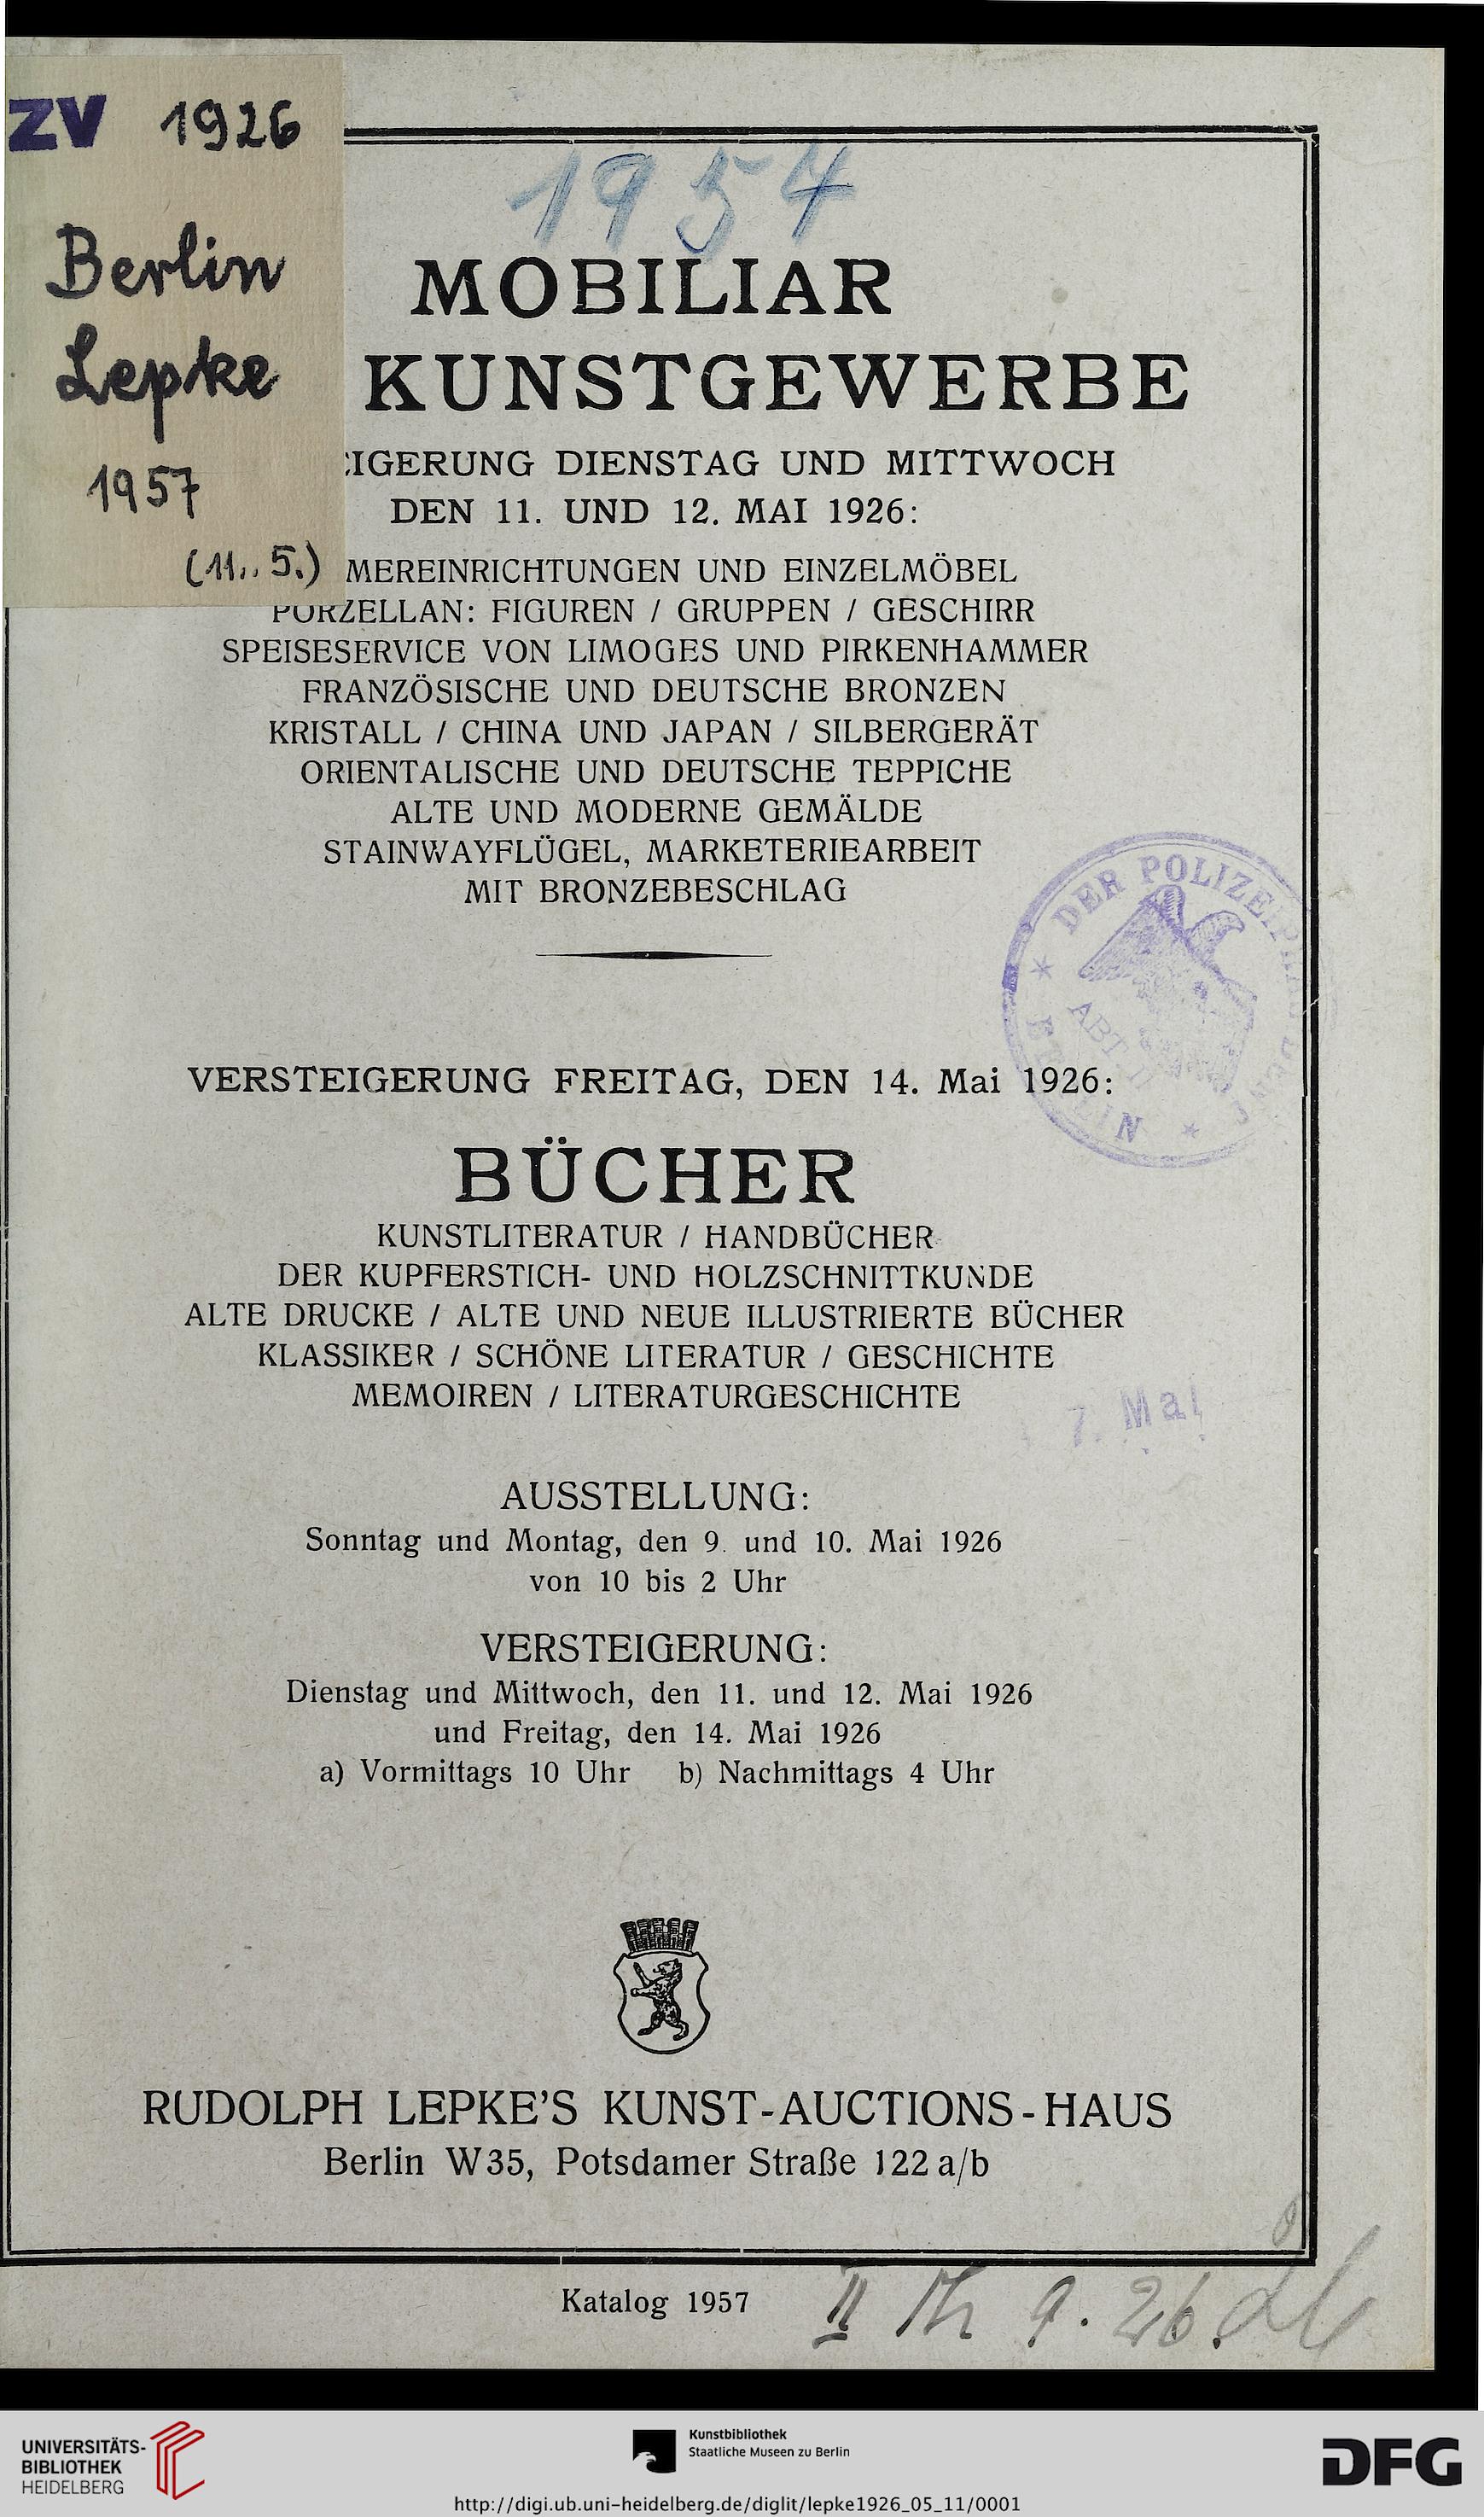 ZV 1926
Berlin
Lepke
1957
(11., 5.)
1954
MOBILIAR
KUNSTGEWERBE
EIGERUNG DIENSTAG UND MITTWOCH
DEN 11. UND 12. MAI 1926:
MEREINRICHTUNGEN UND EINZELMÖBEL
PORZELLAN: FIGUREN / GRUPPEN / GESCHIRR
SPEISESERVICE VON LIMOGES UND PIRKENHAMMER
FRANZÖSISCHE UND DEUTSCHE BRONZEN
KRISTALL / CHINA UND JAPAN / SILBERGERÄT
ORIENTALISCHE UND DEUTSCHE TEPPICHE
ALTE UND MODERNE GEMÄLDE
STAINWAYFLÜGEL, MARKETERIEARBEIT
MIT BRONZEBESCHLAG
DER
ABT II
VERSTEIGERUNG FREITAG, DEN 14. Mai 1926:
BÜCHER
KUNSTLITERATUR / HANDBÜCHER
DER KUPFERSTICH- UND HOLZSCHNITTKUNDE
ALTE DRUCKE / ALTE UND NEUE ILLUSTRIERTE BÜCHER
KLASSIKER / SCHÖNE LITERATUR / GESCHICHTE
MEMOIREN / LITERATURGESCHICHTE
7. Mai
AUSSTELLUNG:
Sonntag und Montag, den 9. und 10. Mai 1926
von 10 bis 2 Uhr
VERSTEIGERUNG:
Dienstag und Mittwoch, den 11. und 12. Mai 1926
und Freitag, den 14. Mai 1926
a) Vormittags 10 Uhr b) Nachmittags 4 Uhr
RUDOLPH LEPKE'S KUNST-AUCTIONS-HAUS
Berlin W35, Potsdamer Straße 122 a/b
Katalog 1957
II 9. 26.
UNIVERSITÄTS-
BIBLIOTHEK
HEIDELBERG
Kunstbibliothek
Staatliche Museen zu Berlin
DFG
http://digi.ub.uni-heidelberg.de/diglit/lepke1926_05_11/0001